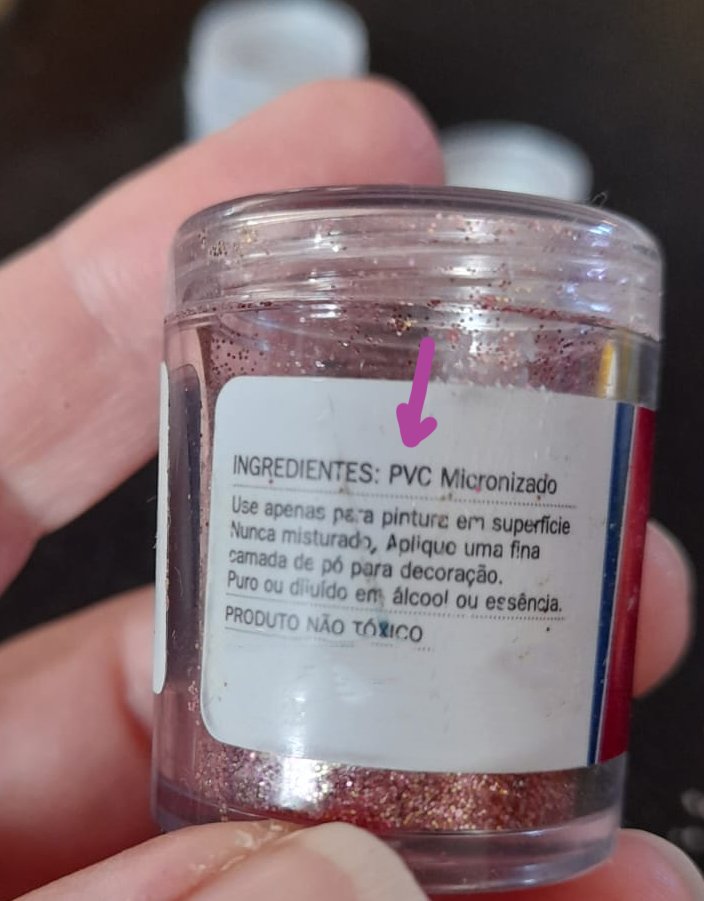 INGREDIENTES: PVC Micronizado
Use apenas para pintura em superfície
Nunca misturado, Aplique uma fina
camada de pó para decoração.
Puro ou diluído em álcool ou essência.
PRODUTO NÃO TÓXICO